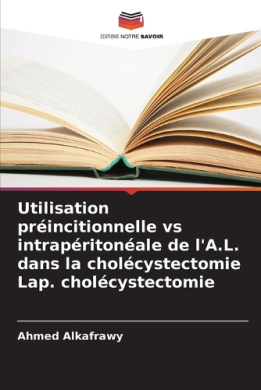 EDITIONS NOTRE SAVOIR
Utilisation
préincitionnelle vs
intrapéritonéale de l'A.L.
dans la cholécystectomie
Lap. cholécystectomie
Ahmed Alkafrawy